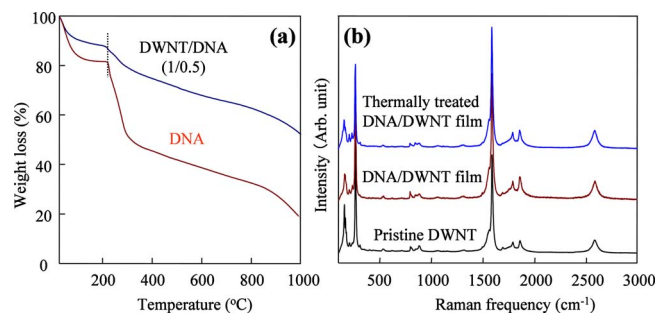 (a)
DWNT/DNA
(1/0.5)
DNA
Weight loss (%)
100
80
60
40
20
0
0
200
400
600
800
1000
Temperature (ºC)
(b)
Thermally treated
DNA/DWNT film
DNA/DWNT film
Pristine DWNT
Intensity (Arb. unit)
500
1000
1500
2000
2500
3000
Raman frequency (cm-1)